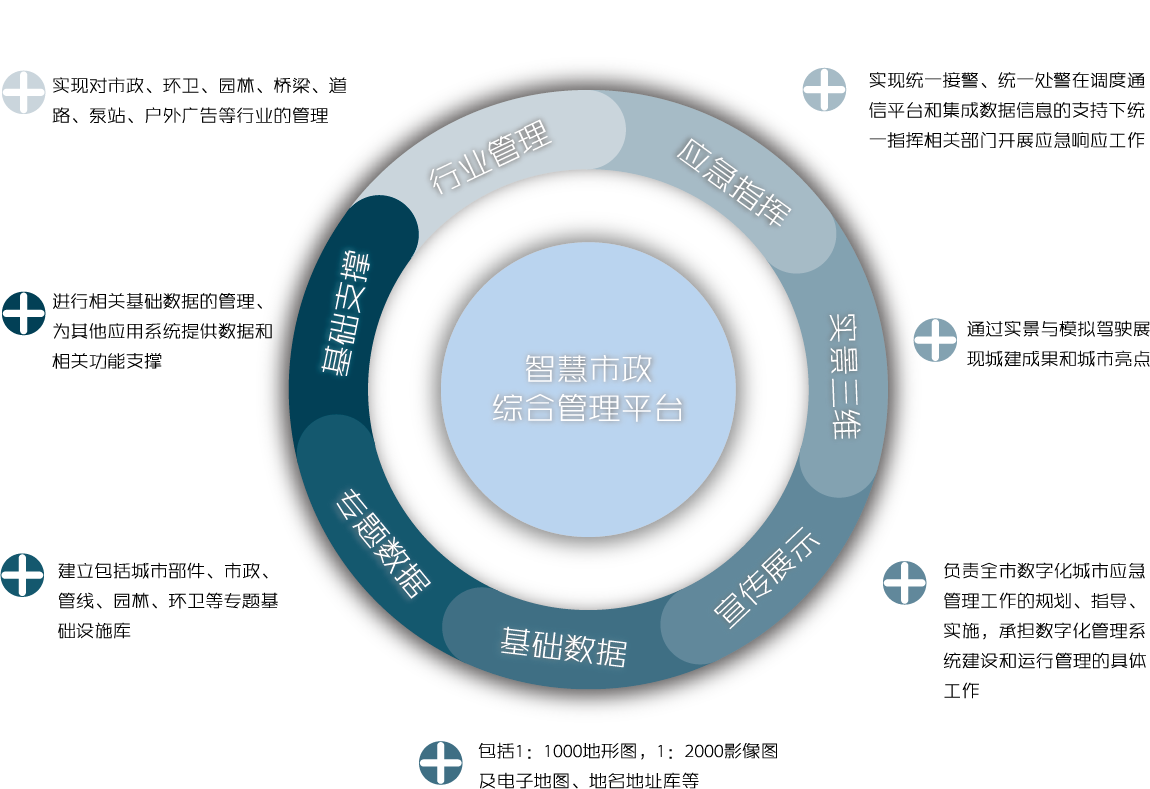 实现对市政、环卫、园林、桥梁、道
路、泵站、户外广告等行业的管理
实现统一接警、统一处警在调度通
信平台和集成数据信息的支持下统
一指挥相关部门开展应急响应工作
行业管理
应急指挥
基础支撑
实景三维
进行相关基础数据的管理、
为其他应用系统提供数据和
相关功能支撑
通过实景与模拟驾驶展
现城建成果和城市亮点
智慧市政
综合管理平台
专题数据
宣传展示
基础数据
建立包括城市部件、市政、
管线、园林、环卫等专题基
础设施库
负责全市数字化城市应急
管理工作的规划、指导、
实施，承担数字化管理系
统建设和运行管理的具体
工作
包括1：1000地形图，1：2000影像图
及电子地图、地名地址库等